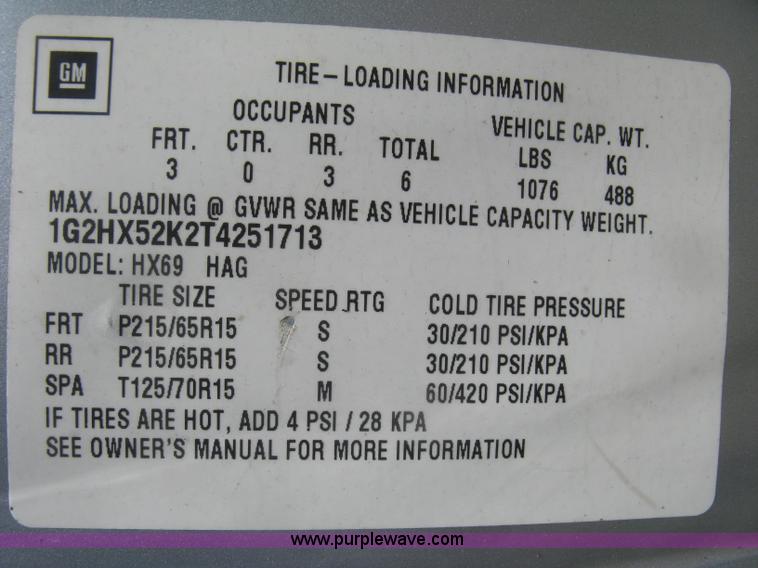 GM
TIRE-LOADING INFORMATION
OCCUPANTS VEHICLE CAP. WT.
FRT. CTR. RR. TOTAL LBS KG
3 0 3 6 1076 488
MAX. LOADING @ GVWR SAME AS VEHICLE CAPACITY WEIGHT.
1G2HX52K2T4251713
MODEL: HX69 HAG
TIRE SIZE SPEED RTG COLD TIRE PRESSURE
FRT P215/65R15 S 30/210 PSI/KPA
RR P215/65R15 S 30/210 PSI/KPA
SPA T125/70R15 M 60/420 PSI/KPA
IF TIRES ARE HOT, ADD 4 PSI / 28 KPA
SEE OWNER'S MANUAL FOR MORE INFORMATION
www.purplewave.com